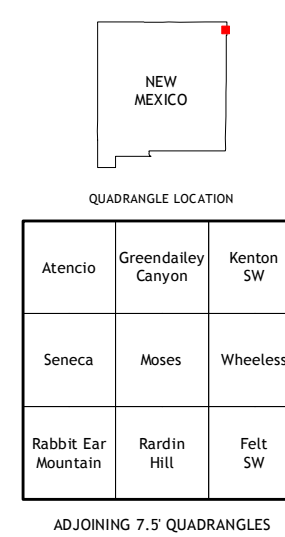 NEW
MEXICO
QUADRANGLE LOCATION
Atencio
Greendailey
Canyon
Kenton
SW
Seneca
Moses
Wheeless
Rabbit Ear
Mountain
Rardin
Hill
Felt
SW
ADJOINING 7.5' QUADRANGLES